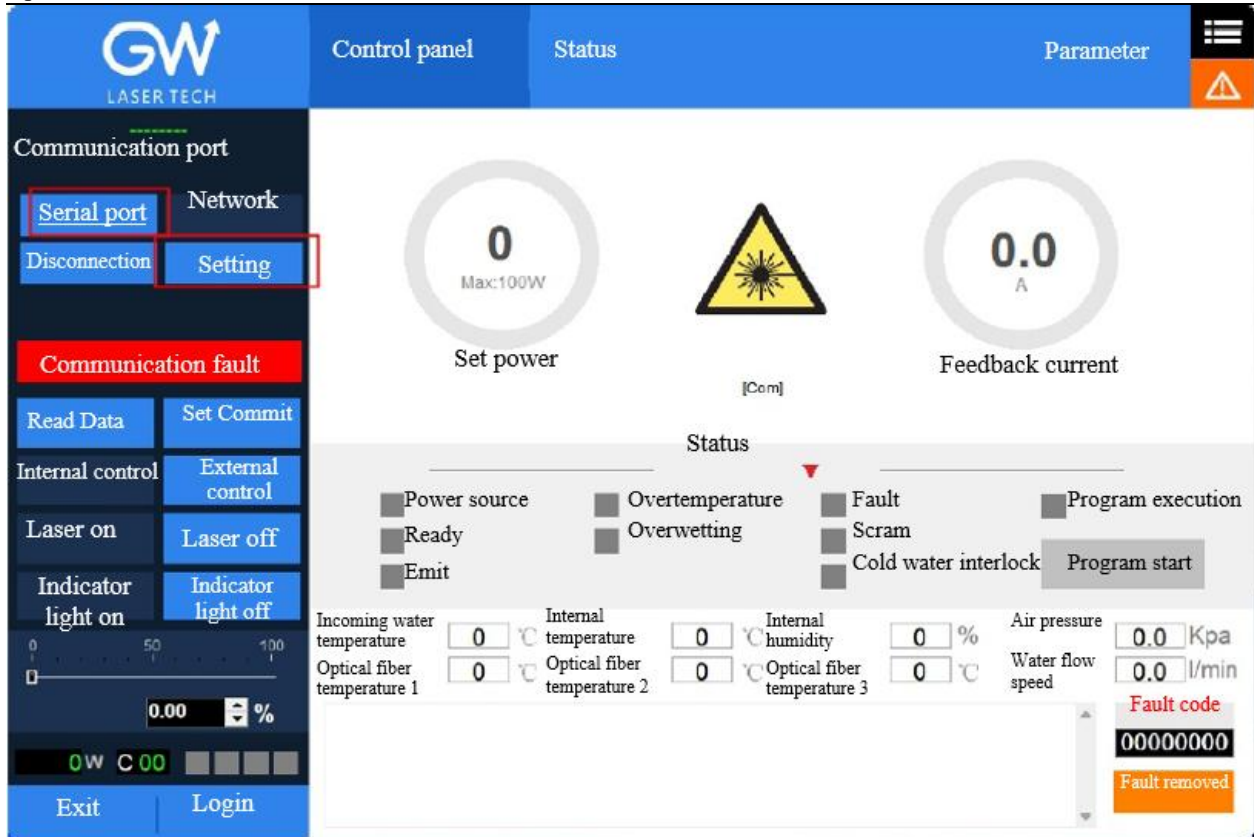 GW
LASER TECH
Control panel
Status
Parameter
--------
Communication port
Serial port
Network
Disconnection
Setting
Communication fault
Read Data
Set Commit
Internal control
External
control
Laser on
Laser off
Indicator
light on
Indicator
light off
0 50 100
0.00 %
0W C 00
Exit
Login
0
Max:100W
Set power
[Com]
0.0
A
Feedback current
Status
Power source
Overtemperature
Fault
Program execution
Ready
Overwetting
Scram
Emit
Cold water interlock
Program start
Incoming water
temperature
0 ℃
Internal
temperature
0 ℃
Internal
humidity
0 %
Air pressure
0.0 Kpa
Optical fiber
temperature 1
0 ℃
Optical fiber
temperature 2
0 ℃
Optical fiber
temperature 3
0 ℃
Water flow
speed
0.0 l/min
Fault code
00000000
Fault removed